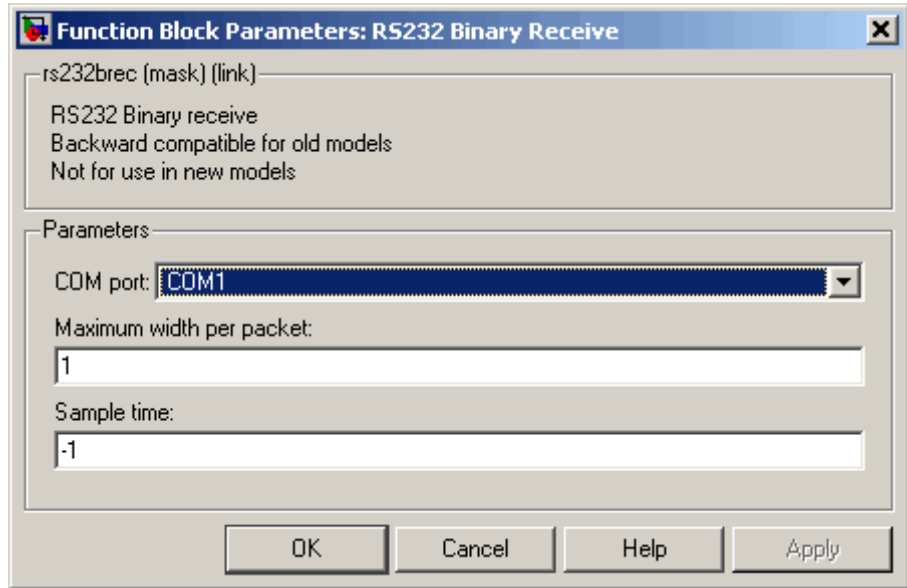 Function Block Parameters: RS232 Binary Receive
rs232brec (mask) (link)
RS232 Binary receive
Backward compatible for old models
Not for use in new models
Parameters
COM port: COM1
Maximum width per packet:
1
Sample time:
-1
OK Cancel Help Apply